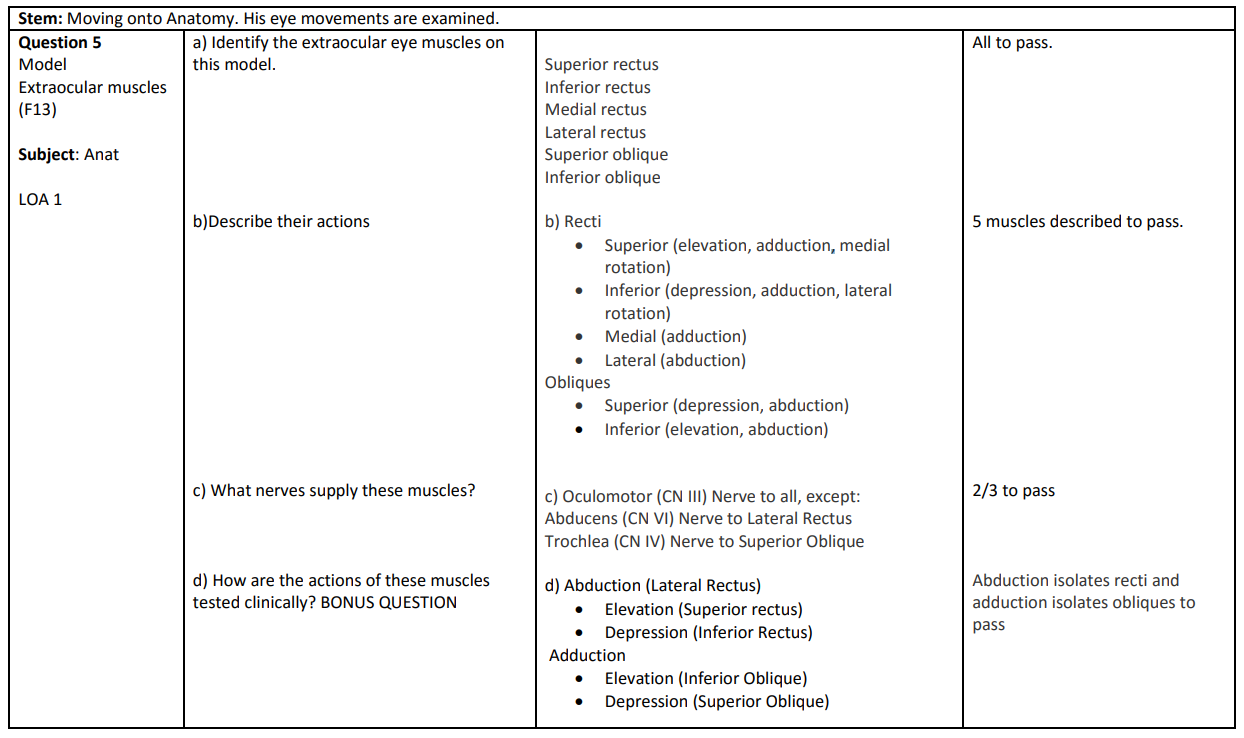 Stem: Moving onto Anatomy. His eye movements are examined.
Question 5
Model
Extraocular muscles
(F13)
Subject: Anat
LOA 1
a) Identify the extraocular eye muscles on
this model.
Superior rectus
Inferior rectus
Medial rectus
Lateral rectus
Superior oblique
Inferior oblique
All to pass.
b)Describe their actions
b) Recti
• Superior (elevation, adduction, medial
rotation)
• Inferior (depression, adduction, lateral
rotation)
• Medial (adduction)
• Lateral (abduction)
Obliques
• Superior (depression, abduction)
• Inferior (elevation, abduction)
5 muscles described to pass.
c) What nerves supply these muscles?
c) Oculomotor (CN III) Nerve to all, except:
Abducens (CN VI) Nerve to Lateral Rectus
Trochlea (CN IV) Nerve to Superior Oblique
2/3 to pass
d) How are the actions of these muscles
tested clinically? BONUS QUESTION
d) Abduction (Lateral Rectus)
• Elevation (Superior rectus)
• Depression (Inferior Rectus)
Adduction
• Elevation (Inferior Oblique)
• Depression (Superior Oblique)
Abduction isolates recti and
adduction isolates obliques to
pass